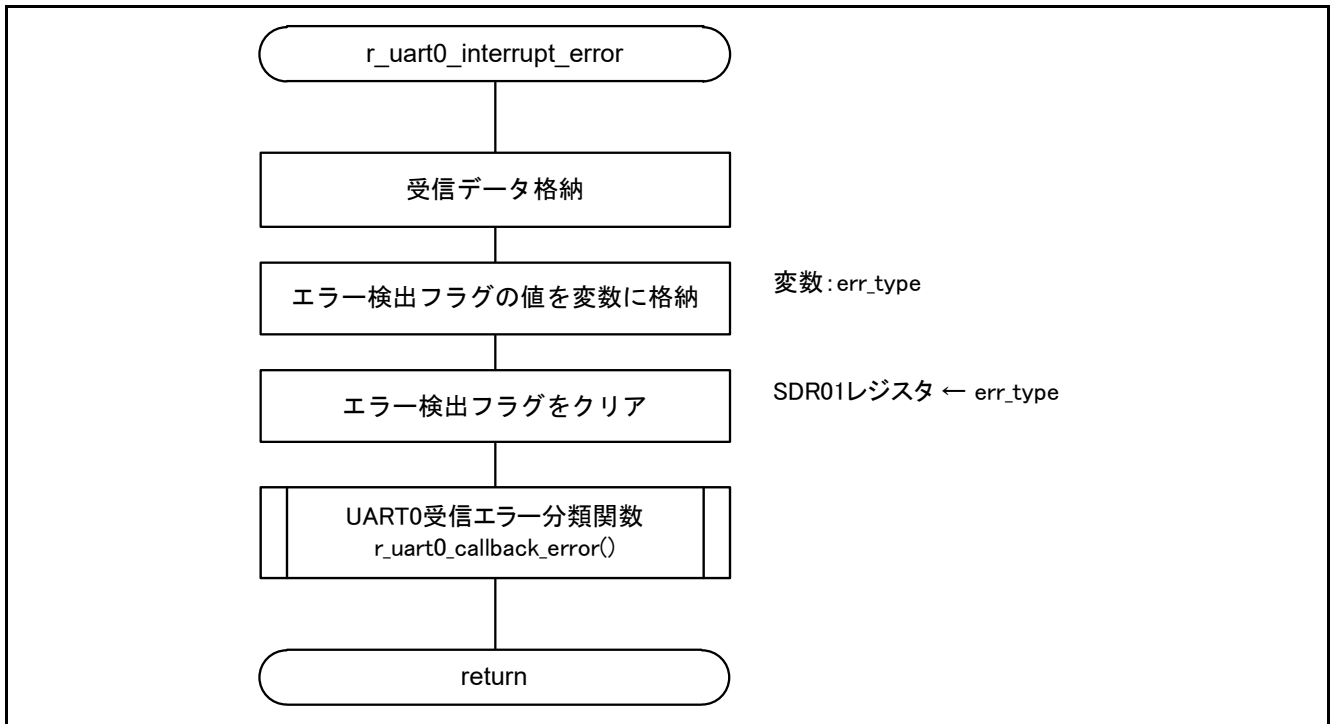 r_uart0_interrupt_error
受信データ格納
エラー検出フラグの値を変数に格納
変数：err_type
エラー検出フラグをクリア
SDR01レジスタ ← err_type
UART0受信エラー分類関数
r_uart0_callback_error()
return